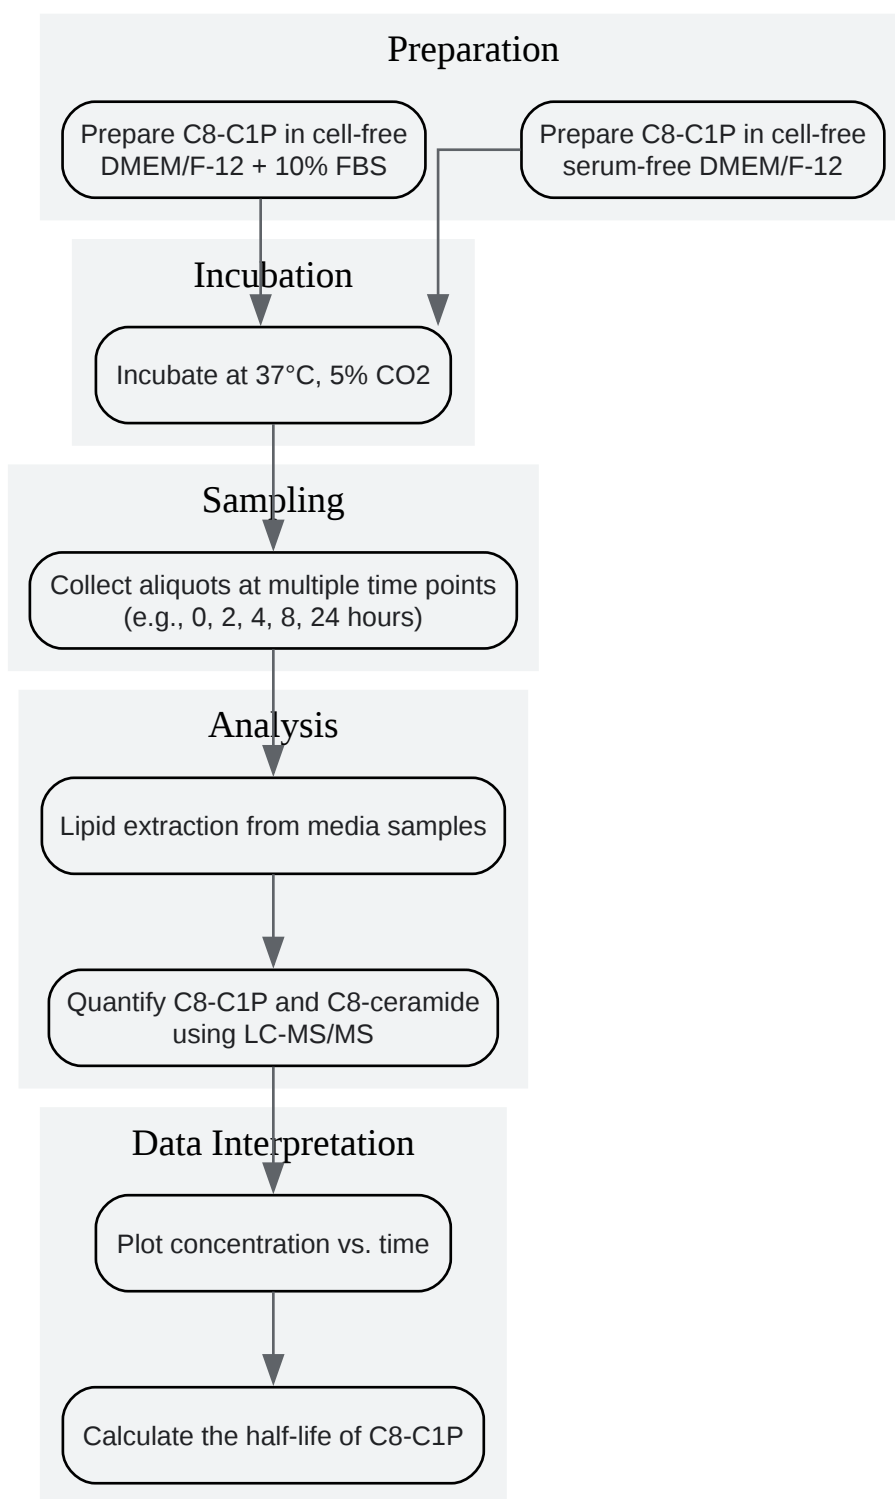 Preparation
Prepare C8-C1P in cell-free
DMEM/F-12 + 10% FBS
Prepare C8-C1P in cell-free
serum-free DMEM/F-12
Incubation
Incubate at 37°C, 5% CO2
Sampling
Collect aliquots at multiple time points
(e.g., 0, 2, 4, 8, 24 hours)
Analysis
Lipid extraction from media samples
Quantify C8-C1P and C8-ceramide
using LC-MS/MS
Data Interpretation
Plot concentration vs. time
Calculate the half-life of C8-C1P